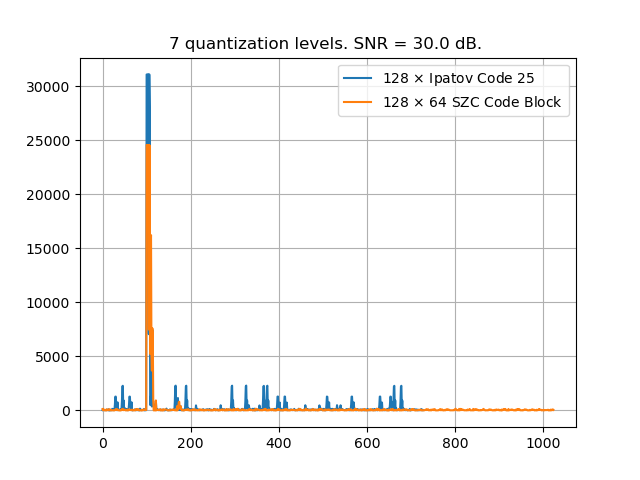 7 quantization levels. SNR = 30.0 dB.
128 × Ipatov Code 25
128 × 64 SZC Code Block
30000
25000
20000
15000
10000
5000
0
0 200 400 600 800 1000